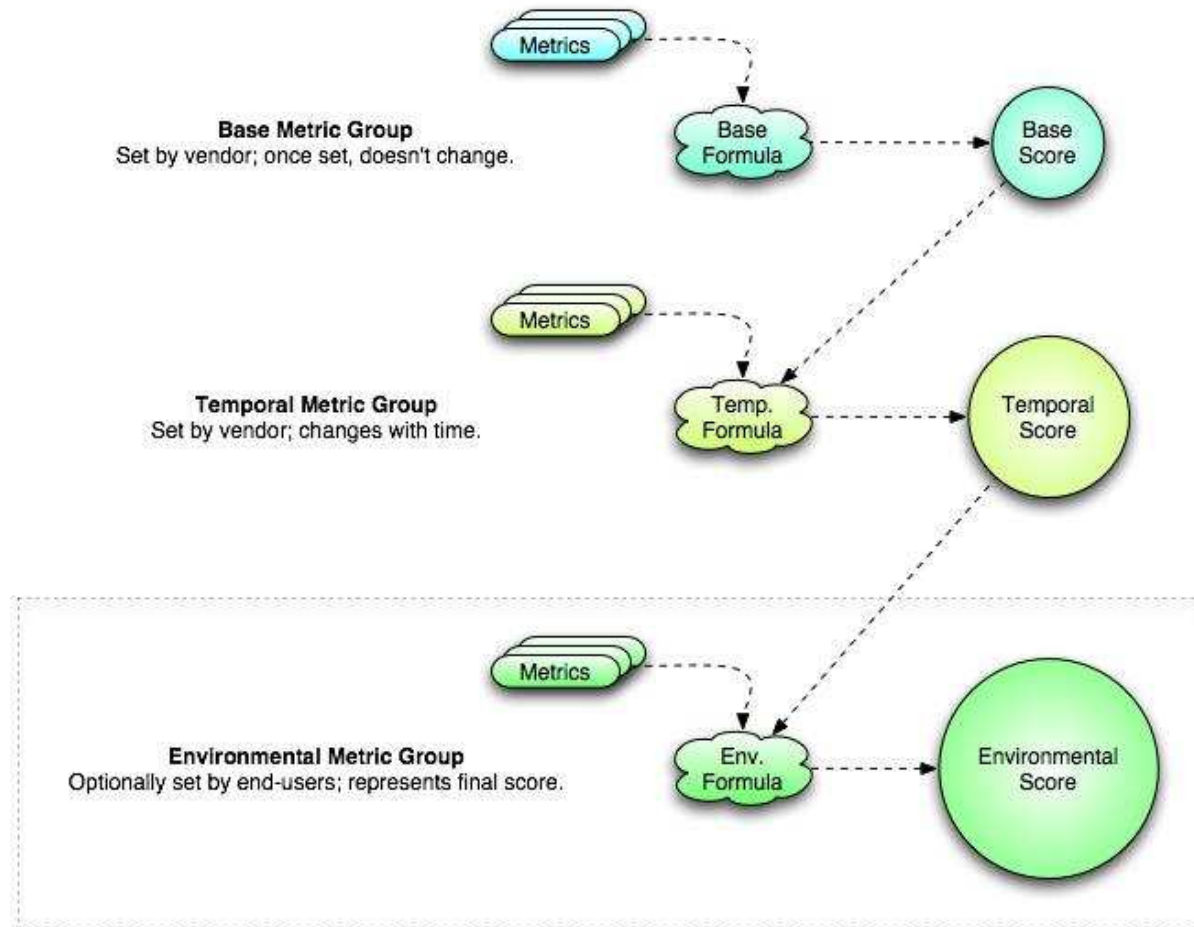 Metrics
Base Metric Group
Set by vendor; once set, doesn't change.
Base
Formula
Base
Score
Metrics
Temporal Metric Group
Set by vendor; changes with time.
Temp.
Formula
Temporal
Score
Metrics
Environmental Metric Group
Optionally set by end-users; represents final score.
Env.
Formula
Environmental
Score